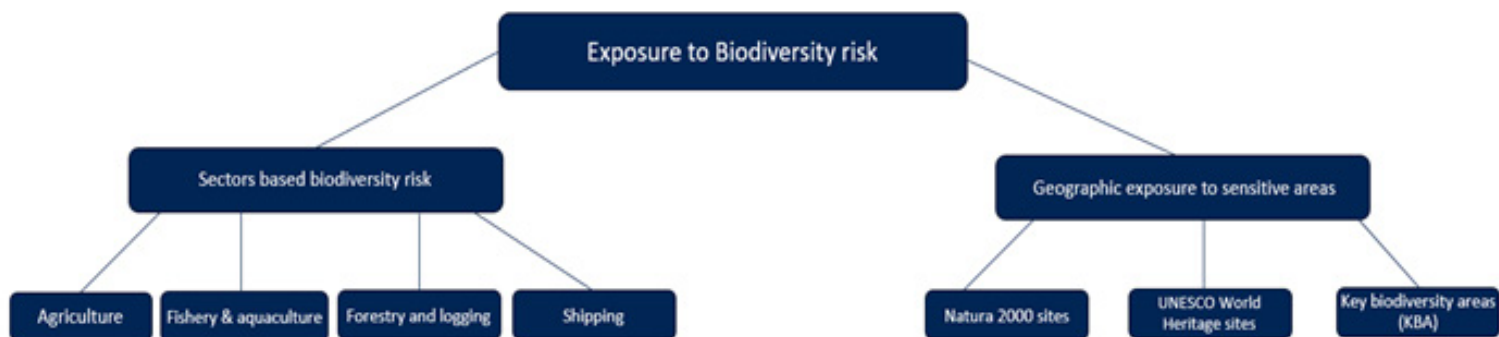 Exposure to Biodiversity risk
Sectors based biodiversity risk
Geographic exposure to sensitive areas
Agriculture
Fishery & aquaculture
Forestry and logging
Shipping
Natura 2000 sites
UNESCO World
Heritage sites
Key biodiversity areas
(KBA)